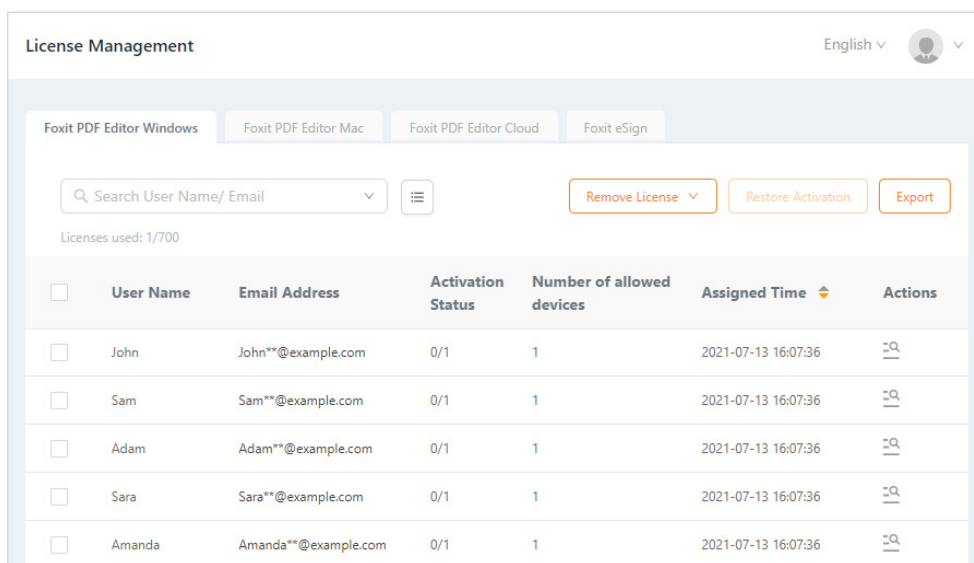 License Management English
Foxit PDF Editor Windows Foxit PDF Editor Mac Foxit PDF Editor Cloud Foxit eSign
Search User Name/ Email Remove License Restore Activation Export
Licenses used: 1/700
User Name Email Address Activation Status Number of allowed devices Assigned Time Actions
John John**@example.com 0/1 1 2021-07-13 16:07:36
Sam Sam**@example.com 0/1 1 2021-07-13 16:07:36
Adam Adam**@example.com 0/1 1 2021-07-13 16:07:36
Sara Sara**@example.com 0/1 1 2021-07-13 16:07:36
Amanda Amanda**@example.com 0/1 1 2021-07-13 16:07:36